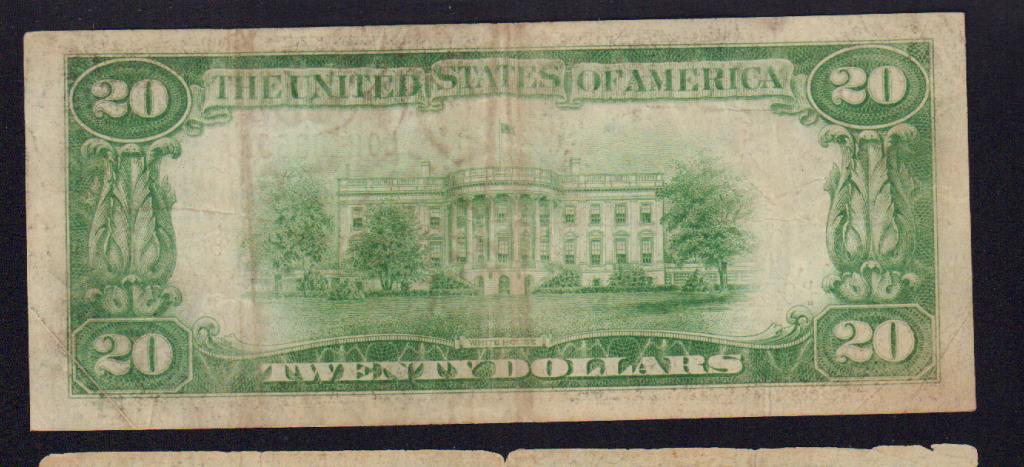 20 THE UNITED STATES OF AMERICA 20
WHITE HOUSE
20 TWENTY DOLLARS 20